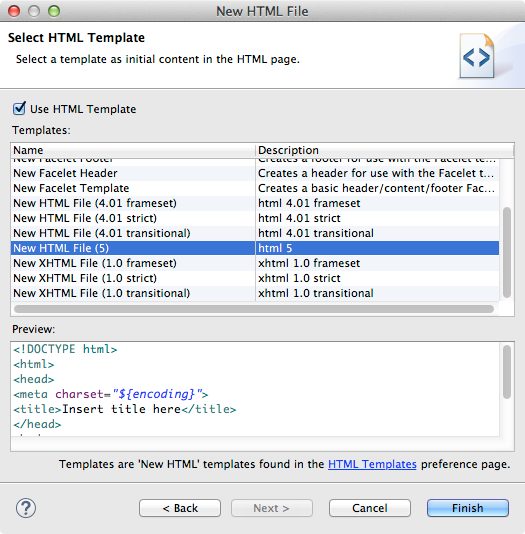 New HTML File
Select HTML Template
Select a template as initial content in the HTML page.
Use HTML Template
Templates:
Name Description
New Facelet Footer Creates a footer for use with the Facelet te...
New Facelet Header Creates a header for use with the Facelet t...
New Facelet Template Creates a basic header/content/footer Fac...
New HTML File (4.01 frameset) html 4.01 frameset
New HTML File (4.01 strict) html 4.01 strict
New HTML File (4.01 transitional) html 4.01 transitional
New HTML File (5) html 5
New XHTML File (1.0 frameset) xhtml 1.0 frameset
New XHTML File (1.0 strict) xhtml 1.0 strict
New XHTML File (1.0 transitional) xhtml 1.0 transitional
Preview:
<!DOCTYPE html>
<html>
<head>
<meta charset="${encoding}">
<title>Insert title here</title>
</head>
Templates are 'New HTML' templates found in the HTML Templates preference page.
? < Back Next > Cancel Finish